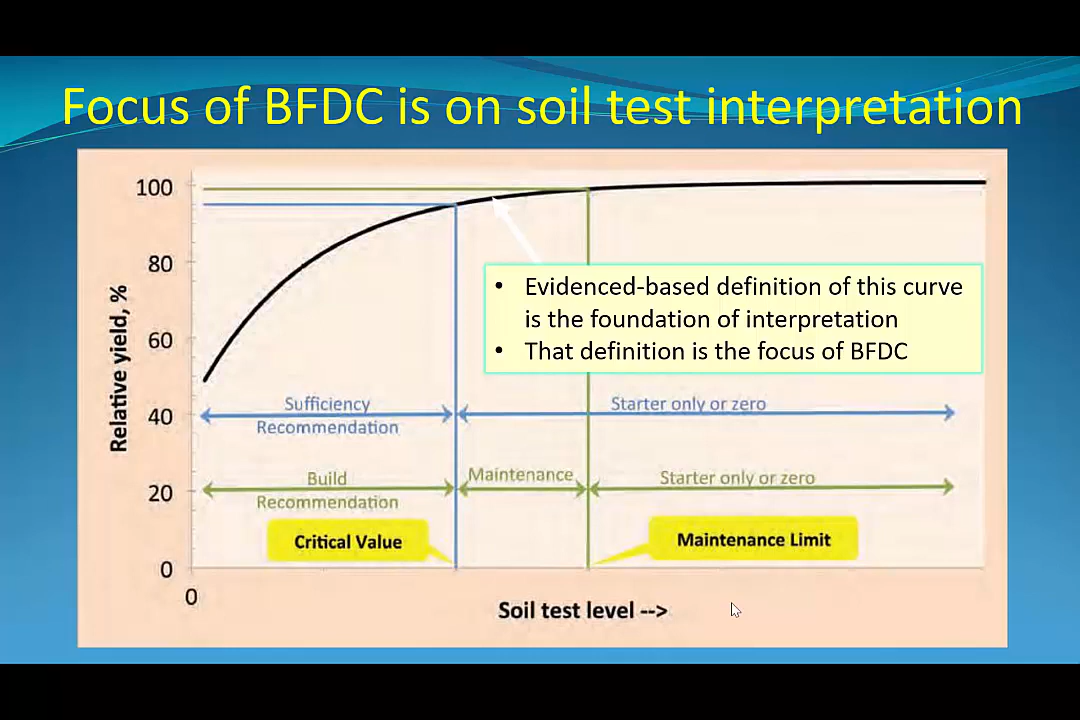 Focus of BFDC is on soil test interpretation
100
80
60
40
20
0
0
Relative yield, %
• Evidenced-based definition of this curve
is the foundation of interpretation
• That definition is the focus of BFDC
Sufficiency
Recommendation
Starter only or zero
Build
Recommendation
Maintenance
Starter only or zero
Critical Value
Maintenance Limit
Soil test level -->